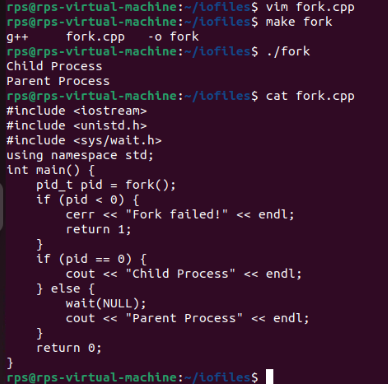 rps@rps-virtual-machine:~/iofiles$ vim fork.cpp
rps@rps-virtual-machine:~/iofiles$ make fork
g++     fork.cpp   -o fork
rps@rps-virtual-machine:~/iofiles$ ./fork
Child Process
Parent Process
rps@rps-virtual-machine:~/iofiles$ cat fork.cpp
#include <iostream>
#include <unistd.h>
#include <sys/wait.h>
using namespace std;
int main() {
    pid_t pid = fork();
    if (pid < 0) {
        cerr << "Fork failed!" << endl;
        return 1;
    }
    if (pid == 0) {
        cout << "Child Process" << endl;
    } else {
        wait(NULL);
        cout << "Parent Process" << endl;
    }
    return 0;
}
rps@rps-virtual-machine:~/iofiles$